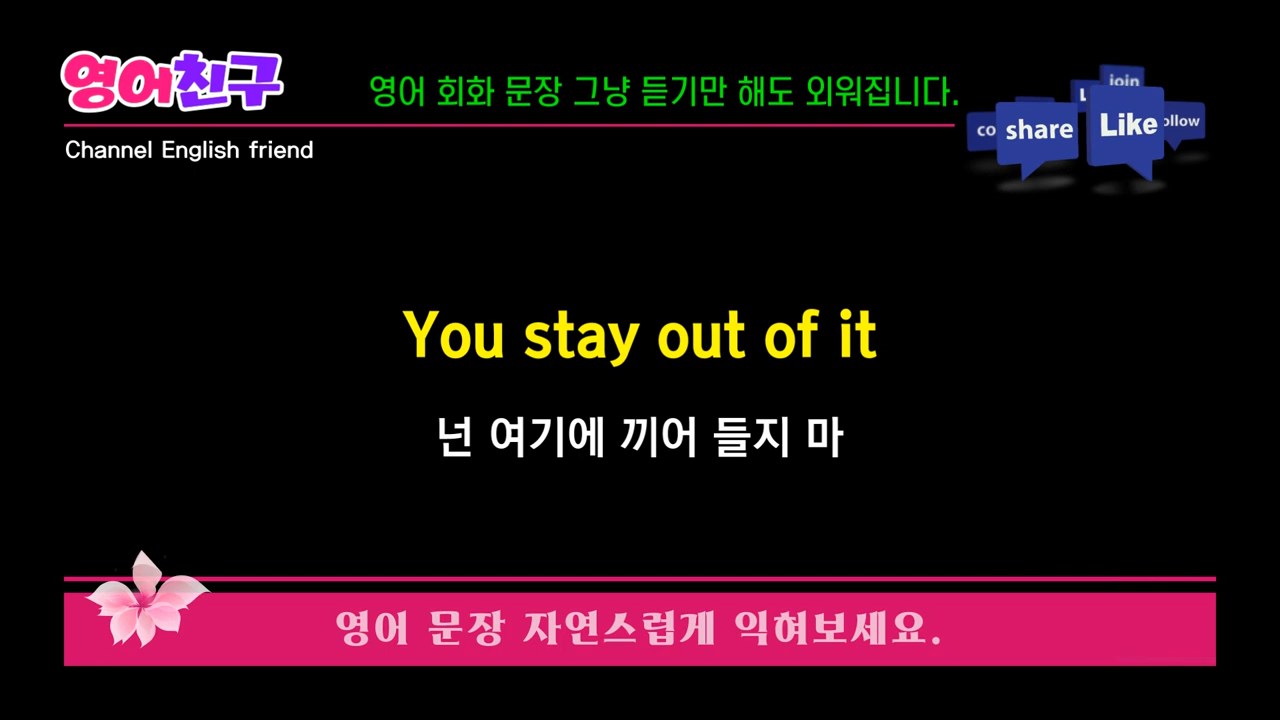 영어친구
영어 회화 문장 그냥 듣기만 해도 외워집니다.
Channel English friend
join
share
Like
You stay out of it
넌 여기에 끼어 들지 마
영어 문장 자연스럽게 익혀보세요.